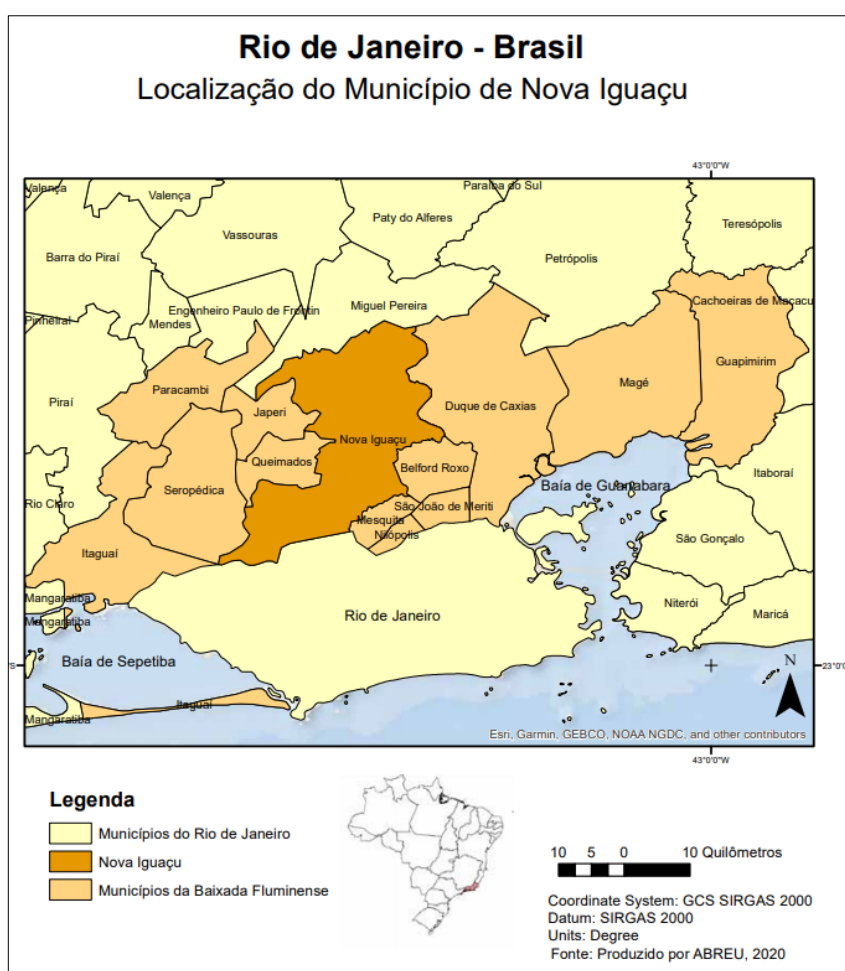 Rio de Janeiro - Brasil
Localização do Município de Nova Iguaçu
43°0'0"W
Valença
Valença
Paraíba do Sul
Paty do Alferes
Teresópolis
Vassouras
Barra do Piraí
Petrópolis
Cachoeiras de Macacu
Miguel Pereira
Engenheiro Paulo de Frontin
Pinheiral
Mendes
Guapimirim
Magé
Paracambi
Piraí
Japeri
Duque de Caxias
Nova Iguaçu
Queimados
Belford Roxo
Itaboraí
Seropédica
Baía de Guanabara
Rio Claro
São João de Meriti
Mesquita
Nilópolis
São Gonçalo
Itaguaí
Mangaratiba
Niterói
Maricá
Rio de Janeiro
Mangaratiba
Baía de Sepetiba
N
Itaguaí
Mangaratiba
Esri, Garmin, GEBCO, NOAA NGDC, and other contributors
43°0'0"W
Legenda
Municípios do Rio de Janeiro
Nova Iguaçu
Municípios da Baixada Fluminense
10 5 0 10 Quilômetros
Coordinate System: GCS SIRGAS 2000
Datum: SIRGAS 2000
Units: Degree
Fonte: Produzido por ABREU, 2020